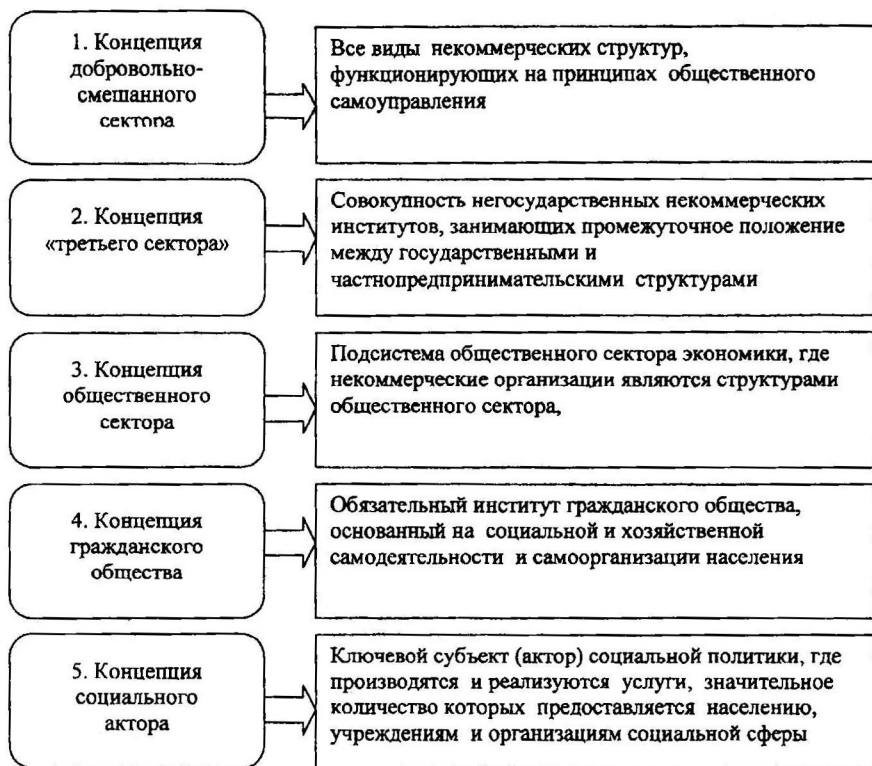 1. Концепция
добровольно-
смешанного
сектора
Все виды некоммерческих структур,
функционирующих на принципах общественного
самоуправления
2. Концепция
«третьего сектора»
Совокупность негосударственных некоммерческих
институтов, занимающих промежуточное положение
между государственными и
частнопредпринимательскими структурами
3. Концепция
общественного
сектора
Подсистема общественного сектора экономики, где
некоммерческие организации являются структурами
общественного сектора,
4. Концепция
гражданского
общества
Обязательный институт гражданского общества,
основанный на социальной и хозяйственной
самодеятельности и самоорганизации населения
5. Концепция
социального
актора
Ключевой субъект (актор) социальной политики, где
производятся и реализуются услуги, значительное
количество которых предоставляется населению,
учреждениям и организациям социальной сферы